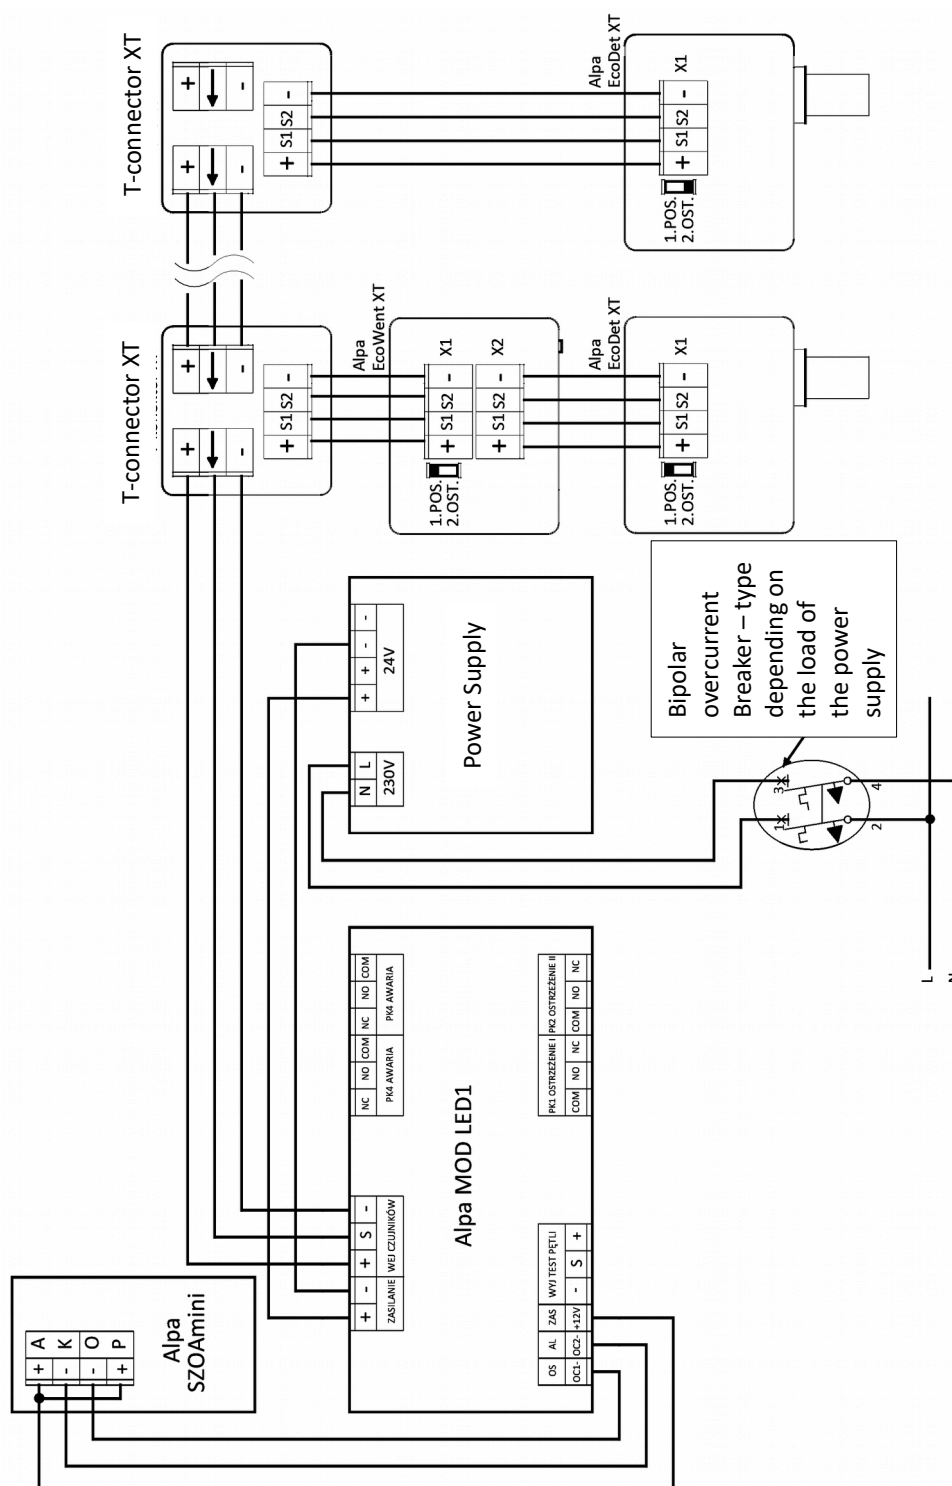 + A
- K
- O
+ P
Alpa
SZOAmini
T-connector XT
+
-
+
-
+ S1 S2 -
T-connector XT
+
-
+
-
+ S1 S2 -
Alpa
EcoWent XT
1.POS.
2.OST.
+ S1 S2 - X1
+ S1 S2 - X2
Alpa
EcoDet XT
1.POS.
2.OST.
+ S1 S2 - X1
Alpa
EcoDet XT
1.POS.
2.OST.
+ S1 S2 - X1
+ - + S -
ZASILANIE WEJ CZUJNIKÓW
NC NO COM NC NO COM
PK4 AWARIA PK4 AWARIA
Alpa MOD LED1
OS AL ZAS WYJ TEST PĘTLI
OC1- OC2- +12V - S +
PK1 OSTRZEŻENIE I PK2 OSTRZEŻENIE II
COM NO NC COM NO NC
N L
230V
+ + - -
24V
Power Supply
Bipolar
overcurrent
Breaker – type
depending on
the load of
the power
supply
1 3
2 4
L